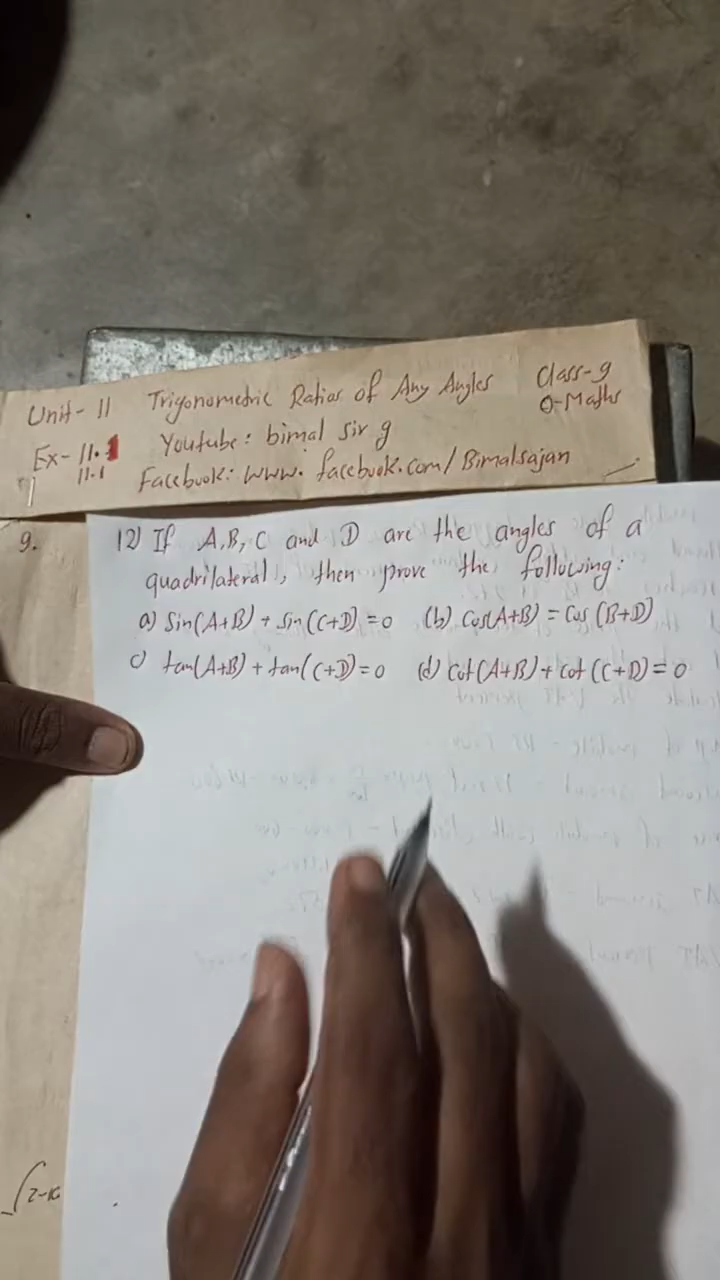 Unit- 11 Trigonometric Ratios of Any Angles Class-9
O-Maths
Ex- 11.1 Youtube: bimal sir g
11.1
Facebook: www. facebook.com/Bimalsajan
9.
12) If A,B, C and D are the angles of a
quadrilateral, then prove the following:
a) Sin(A+B) + sin(C+D) = 0 (b) Cos(A+B) = Cos (B+D)
c) tan(A+B) + tan(C+D)=0 (d) Cot(A+B)+cot(C+D)=0